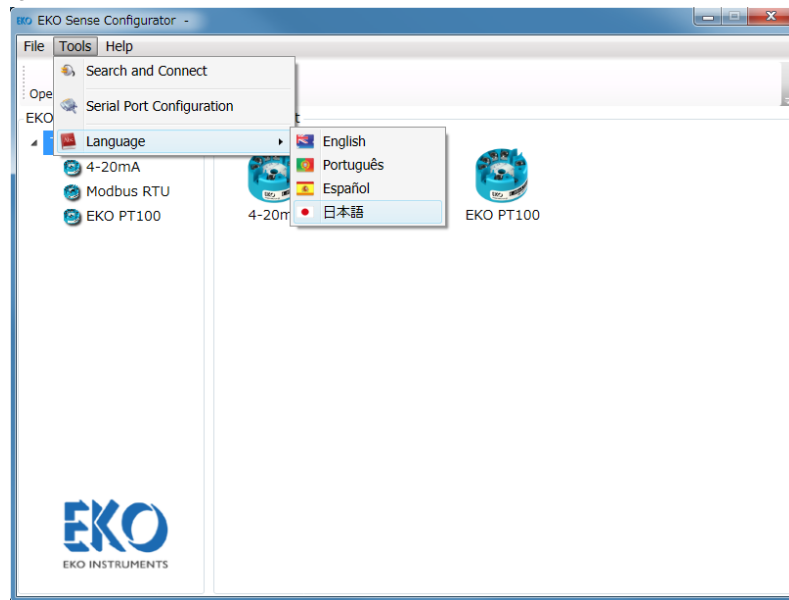 EKO EKO Sense Configurator -
File Tools Help
Search and Connect
Ope
Serial Port Configuration
EKO
Language
English
Português
Español
日本語
4-20mA
Modbus RTU
EKO PT100
4-20m
EKO PT100
EKO
EKO INSTRUMENTS